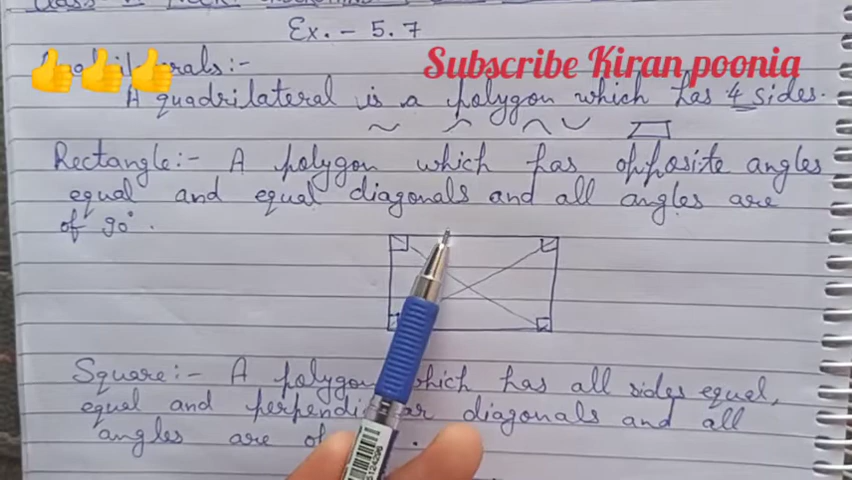 Ex. - 5.7
Subscribe Kiran poonia
:-
A quadrilateral is a polygon which has 4 sides.
Rectangle:- A polygon which has opposite angles
equal and equal diagonals and all angles are
of 90°.
Square:- A polygon which has all sides equal,
equal and diagonals and all
angles are of .